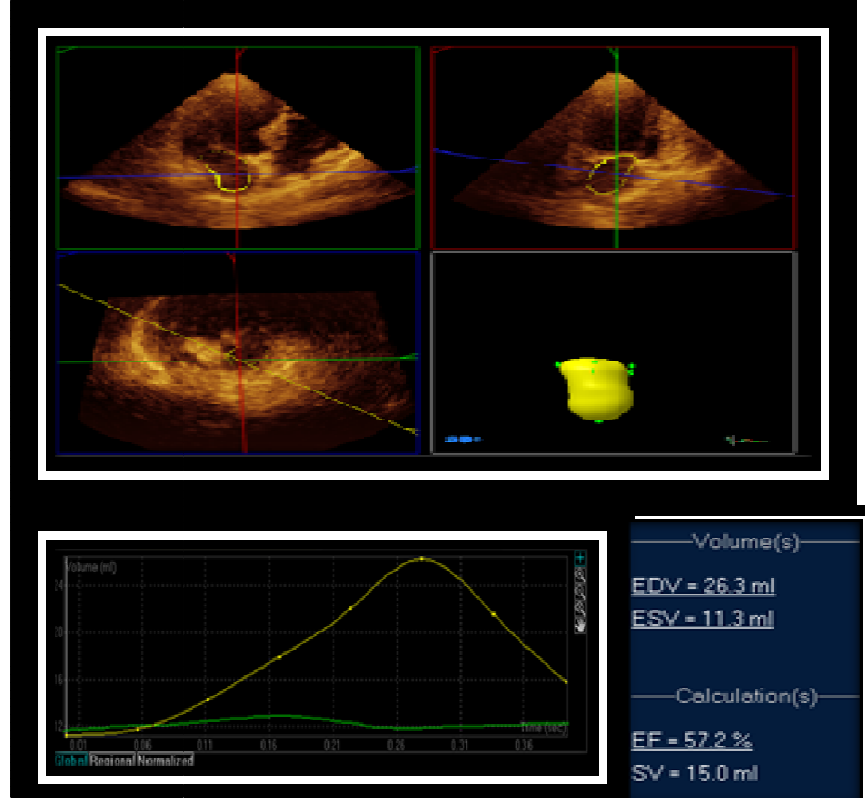 Volume (ml)
24
20
16
12
Time (sec)
0.01 0.06 0.11 0.16 0.21 0.26 0.31 0.36
Global Regional Normalized
Volume(s)
EDV = 26.3 ml
ESV = 11.3 ml
Calculation(s)
EF = 57.2 %
SV = 15.0 ml